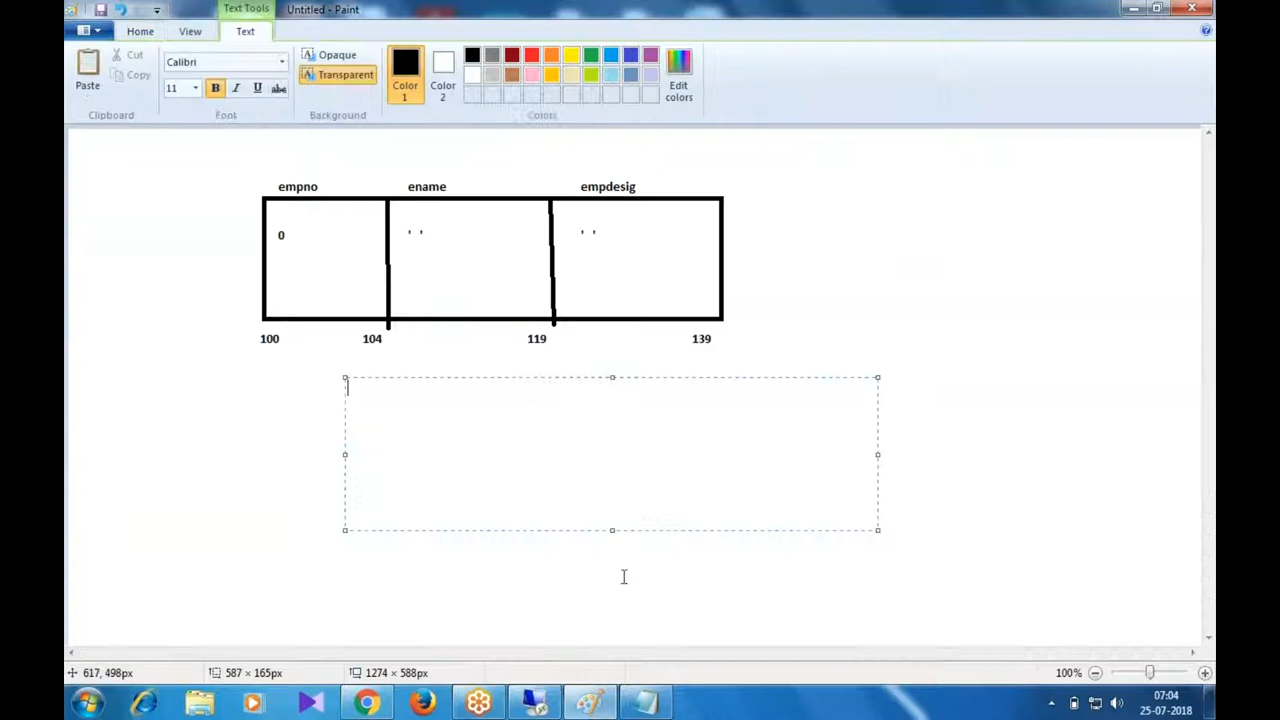 Text Tools
Untitled - Paint
Home
View
Text
Paste
Cut
Copy
Clipboard
Calibri
11
B I U abc
Font
Opaque
Transparent
Background
Color 1
Color 2
Edit colors
Colors
empno ename empdesig
0 ' ' ' '
100 104 119 139
617, 498px
587 × 165px
1274 × 588px
100%
07:04
25-07-2018